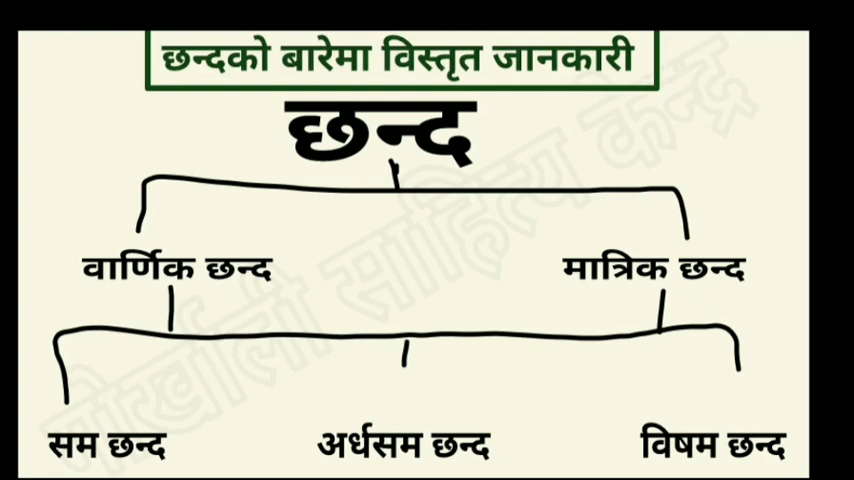 छन्दको बारेमा विस्तृत जानकारी
छन्द
वार्णिक छन्द मात्रिक छन्द
सम छन्द अर्धसम छन्द विषम छन्द
गोर्खाली साहित्य केन्द्र